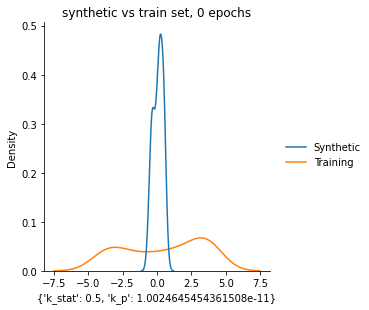 synthetic vs train set, 0 epochs
0.5
0.4
0.3
0.2
0.1
0.0
Density
Synthetic
Training
−7.5 −5.0 −2.5 0.0 2.5 5.0 7.5
{'k_stat': 0.5, 'k_p': 1.0024645454361508e-11}